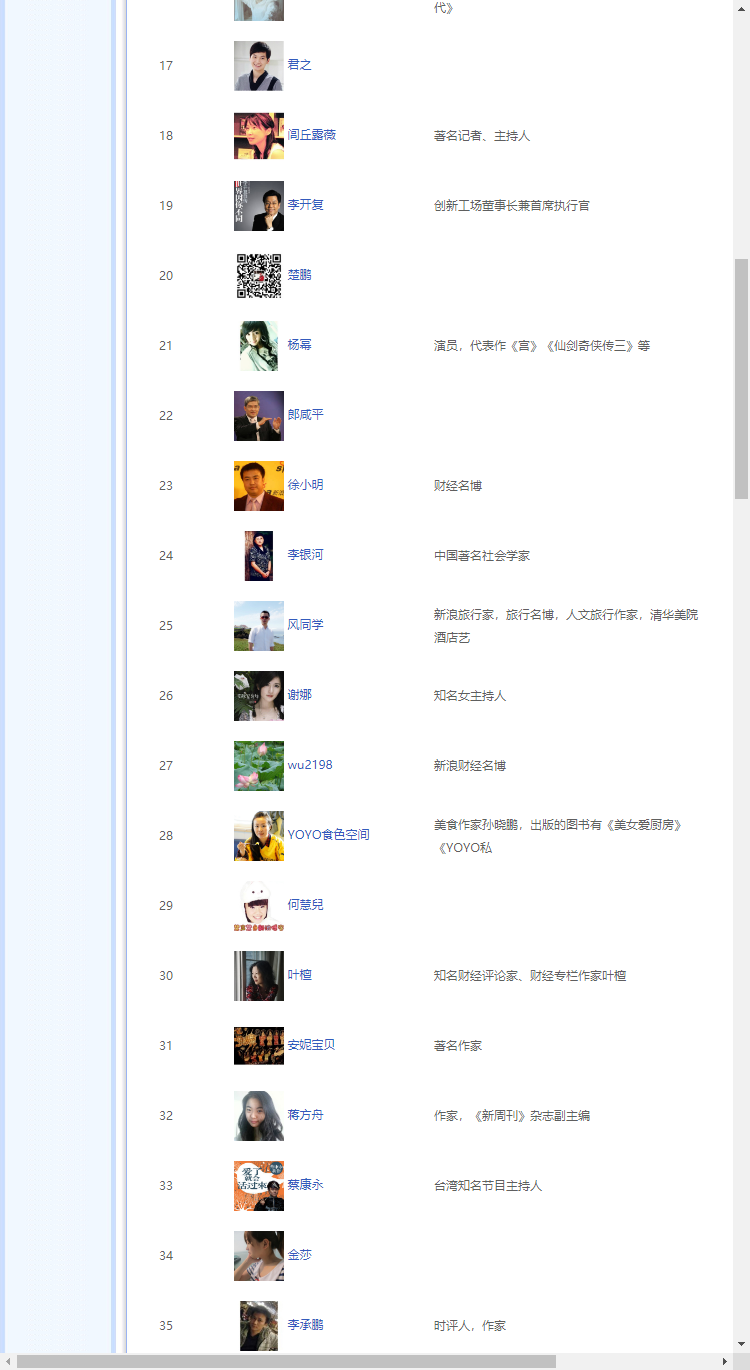 代》
17 君之
18 闾丘露薇 著名记者、主持人
19 李开复 创新工场董事长兼首席执行官
20 楚鹏
21 杨幂 演员，代表作《宫》《仙剑奇侠传三》等
22 郎咸平
23 徐小明 财经名博
24 李银河 中国著名社会学家
25 风同学 新浪旅行家，旅行名博，人文旅行作家，清华美院
酒店艺
26 谢娜 知名女主持人
27 wu2198 新浪财经名博
28 YOYO食色空间 美食作家孙晓鹏，出版的图书有《美女爱厨房》
《YOYO私
29 何慧兒
30 叶檀 知名财经评论家、财经专栏作家叶檀
31 安妮宝贝 著名作家
32 蒋方舟 作家，《新周刊》杂志副主编
爱了
就会
活过来
33 蔡康永 台湾知名节目主持人
34 金莎
35 李承鹏 时评人，作家